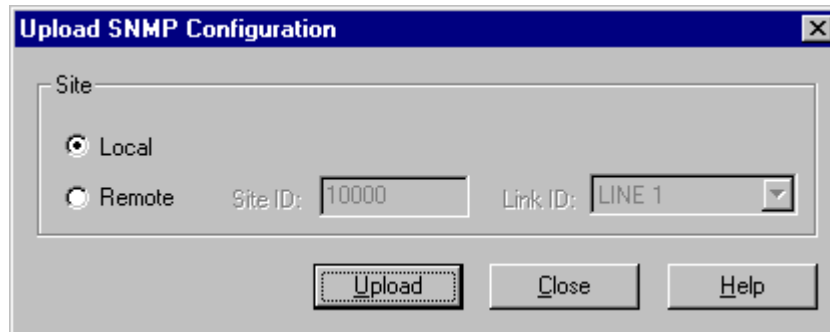 Upload SNMP Configuration
Site
Local
Remote Site ID: 10000 Link ID: LINE 1
Upload Close Help